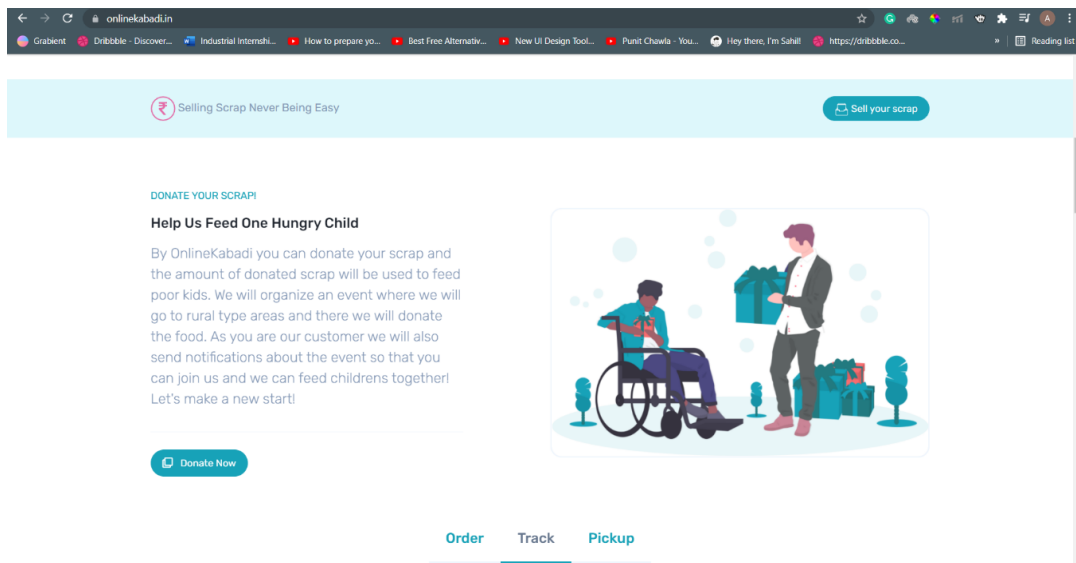 onlinekabadi.in
A
Grabient
Dribbble - Discover...
Industrial Internshi...
How to prepare yo...
Best Free Alternativ...
New UI Design Tool...
Punit Chawla - You...
Hey there, I'm Sahil!
https://dribbble.co...
»
Reading list
Selling Scrap Never Being Easy
Sell your scrap
DONATE YOUR SCRAP!
Help Us Feed One Hungry Child
By OnlineKabadi you can donate your scrap and
the amount of donated scrap will be used to feed
poor kids. We will organize an event where we will
go to rural type areas and there we will donate
the food. As you are our customer we will also
send notifications about the event so that you
can join us and we can feed childrens together!
Let's make a new start!
Donate Now
Order Track Pickup